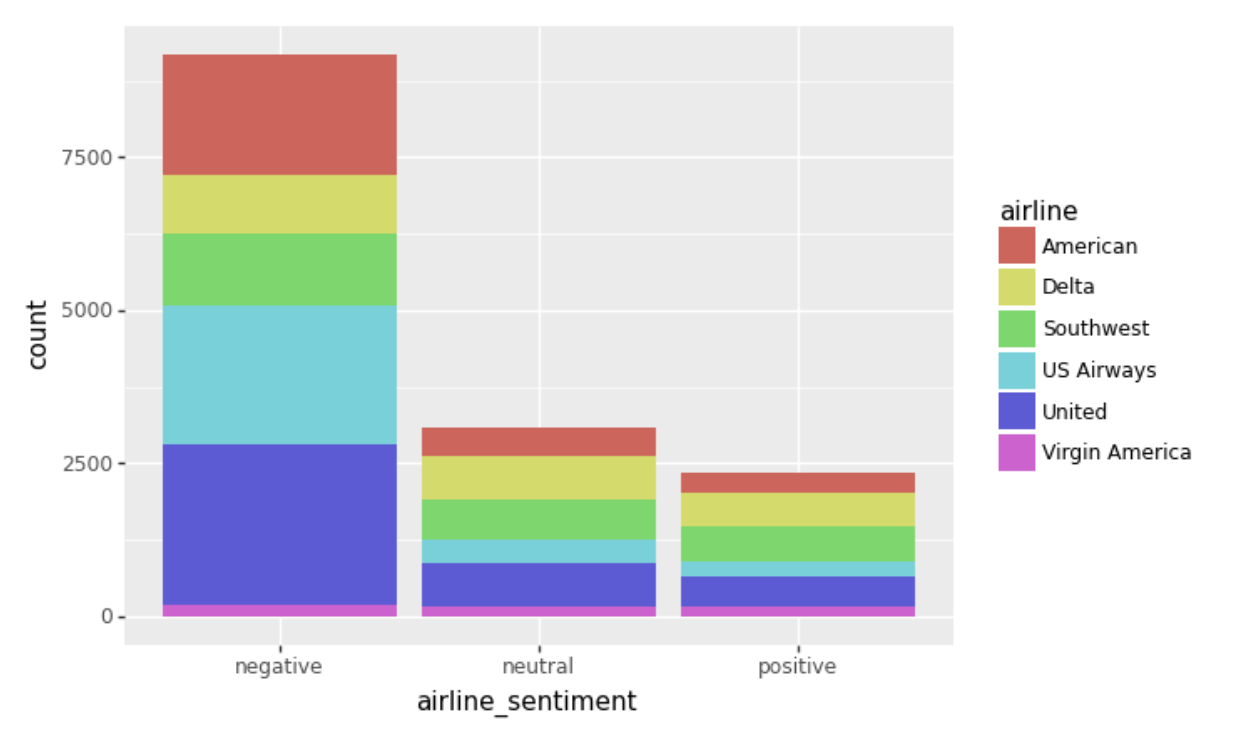 7500
5000
2500
0
count
negative
neutral
positive
airline_sentiment
airline
American
Delta
Southwest
US Airways
United
Virgin America